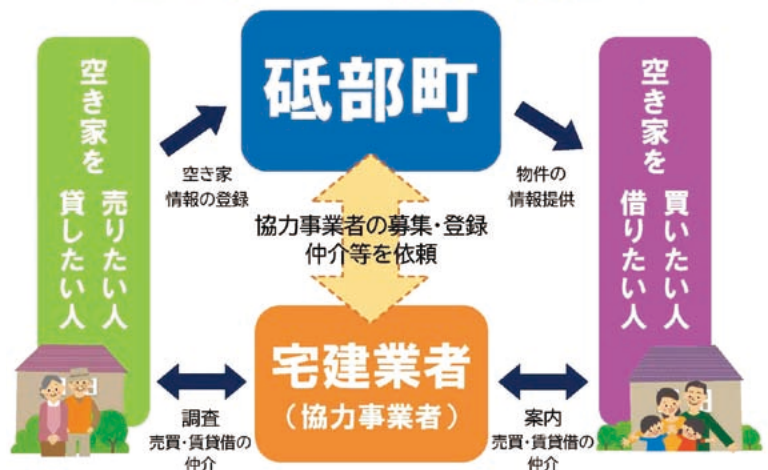 空き家を
売りたい人
貸したい人
砥部町
空き家を
買いたい人
借りたい人
空き家
情報の登録
物件の
情報提供
協力事業者の募集・登録
仲介等を依頼
宅建業者
（協力事業者）
調査
売買・賃貸借の
仲介
案内
売買・賃貸借の
仲介